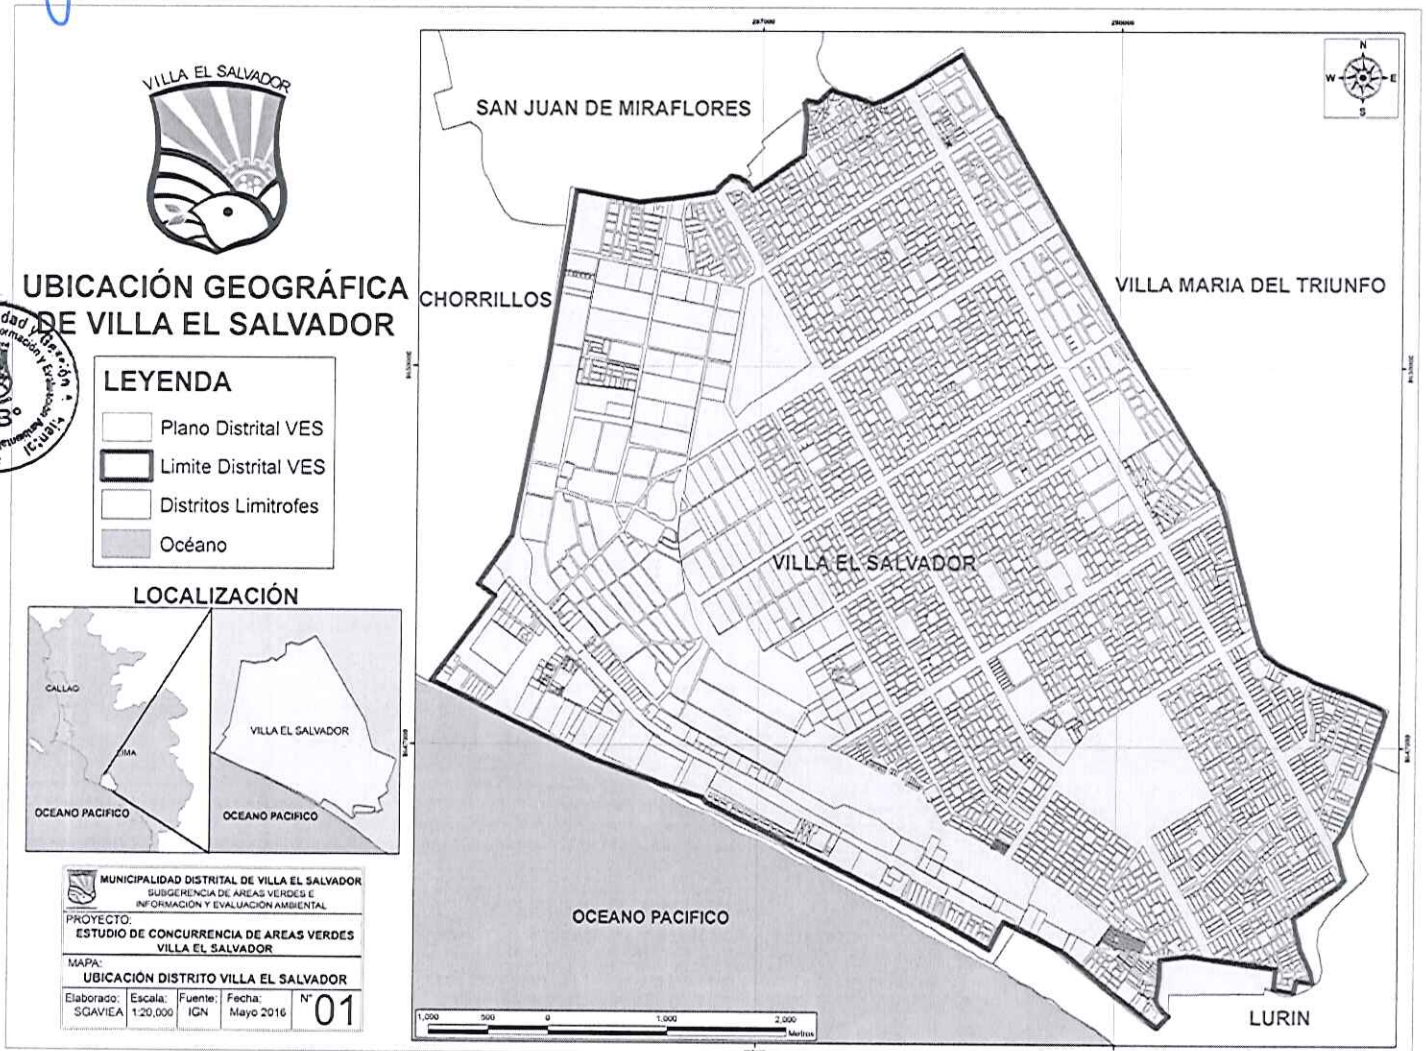 VILLA EL SALVADOR
UBICACIÓN GEOGRÁFICA
DE VILLA EL SALVADOR
LEYENDA
Plano Distrital VES
Limite Distrital VES
Distritos Limitrofes
Océano
LOCALIZACIÓN
CALLAO
LIMA
OCEANO PACIFICO
VILLA EL SALVADOR
OCEANO PACIFICO
MUNICIPALIDAD DISTRITAL DE VILLA EL SALVADOR
SUBGERENCIA DE AREAS VERDES E
INFORMACIÓN Y EVALUACIÓN AMBIENTAL
PROYECTO:
ESTUDIO DE CONCURRENCIA DE AREAS VERDES
VILLA EL SALVADOR
MAPA:
UBICACIÓN DISTRITO VILLA EL SALVADOR
Elaborado: SGAVIEA
Escala: 1:20,000
Fuente: IGN
Fecha: Mayo 2016
N° 01
287000
290000
N
W E
S
SAN JUAN DE MIRAFLORES
CHORRILLOS
VILLA MARIA DEL TRIUNFO
VILLA EL SALVADOR
OCEANO PACIFICO
LURIN
1,000 500 0 1,000 2,000
Metros